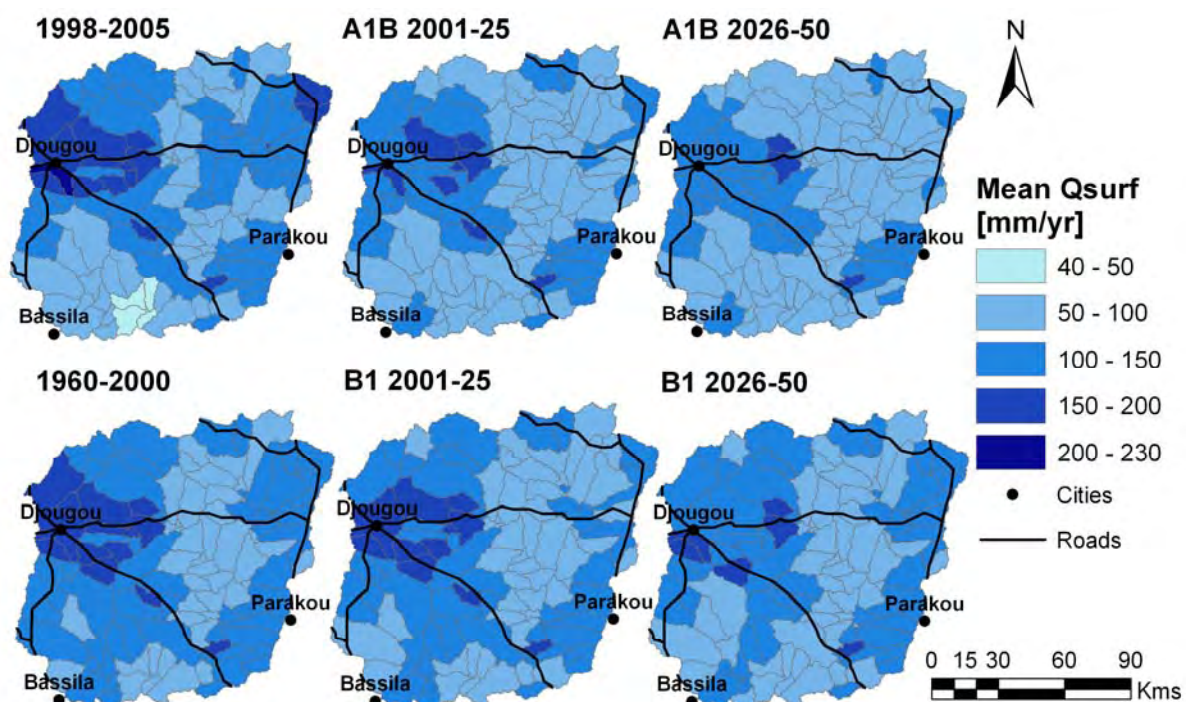 1998-2005
A1B 2001-25
A1B 2026-50
N
Djougou
Parakou
Bassila
Djougou
Parakou
Bassila
Djougou
Parakou
Bassila
Mean Qsurf
[mm/yr]
40 - 50
50 - 100
100 - 150
150 - 200
200 - 230
Cities
Roads
1960-2000
B1 2001-25
B1 2026-50
Djougou
Parakou
Bassila
Djougou
Parakou
Bassila
Djougou
Parakou
Bassila
0 15 30 60 90
Kms